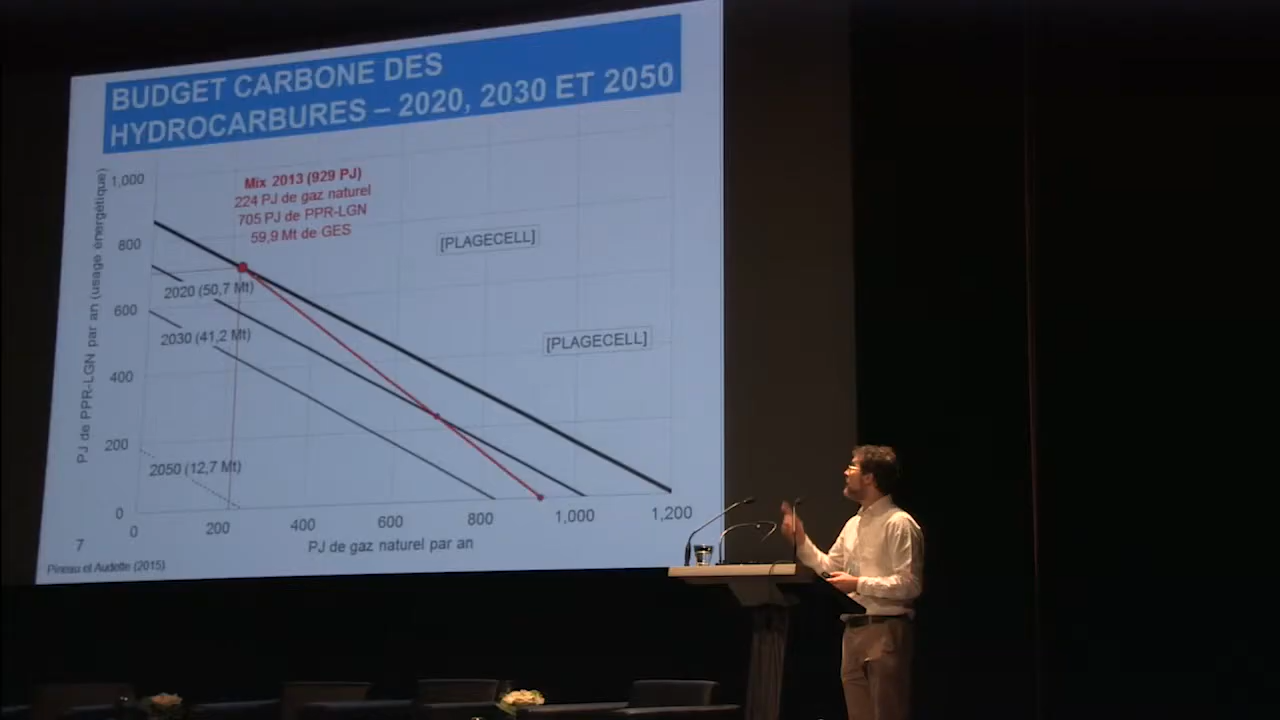 BUDGET CARBONE DES
HYDROCARBURES – 2020, 2030 ET 2050
PJ de PPR-LGN par an (usage énergétique)
1,000
800
600
400
200
0
Mix 2013 (929 PJ)
224 PJ de gaz naturel
705 PJ de PPR-LGN
59,9 Mt de GES
[PLAGECELL]
[PLAGECELL]
2020 (50,7 Mt)
2030 (41,2 Mt)
2050 (12,7 Mt)
0
200
400
600
800
1,000
1,200
PJ de gaz naturel par an
7
Pineau et Audette (2015)